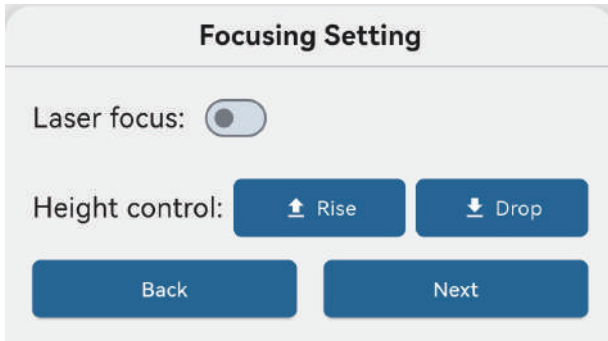 Focusing Setting
Laser focus:
Height control: Rise Drop
Back Next